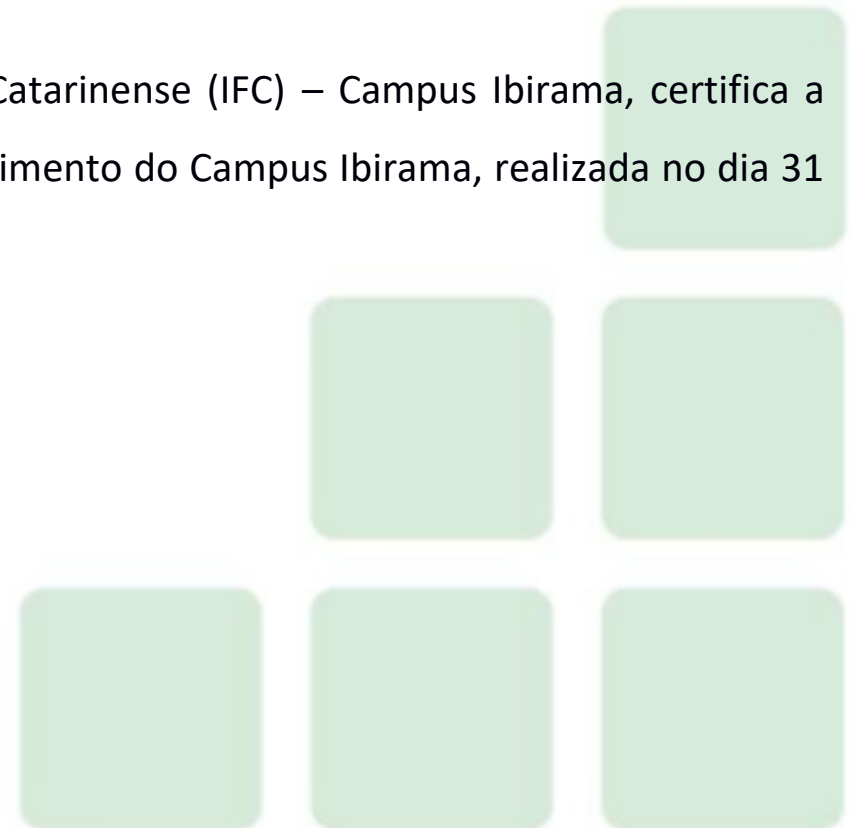 Catarinense (IFC) – Campus Ibirama, certifica a
imento do Campus Ibirama, realizada no dia 31